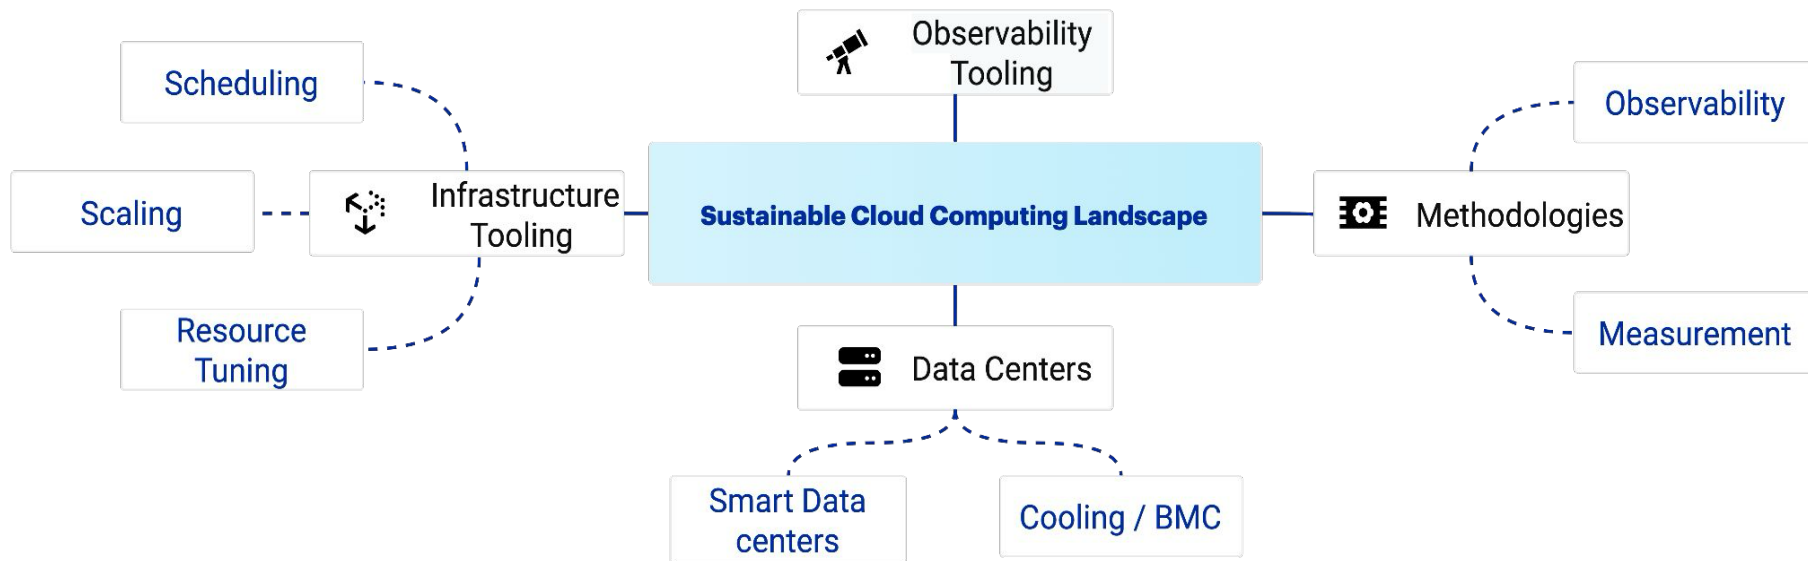 Observability
Tooling
Scheduling
Observability
Infrastructure
Tooling
Scaling
Sustainable Cloud Computing Landscape
Methodologies
Resource
Tuning
Measurement
Data Centers
Smart Data
centers
Cooling / BMC